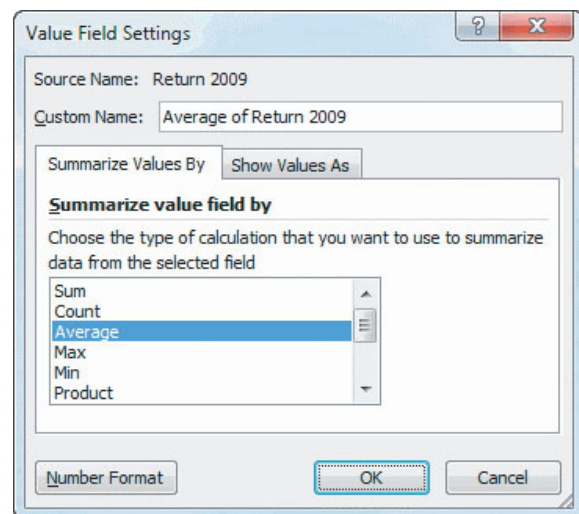 Value Field Settings
Source Name: Return 2009
Custom Name: Average of Return 2009
Summarize Values By Show Values As
Summarize value field by
Choose the type of calculation that you want to use to summarize
data from the selected field
Sum
Count
Average
Max
Min
Product
Number Format OK Cancel